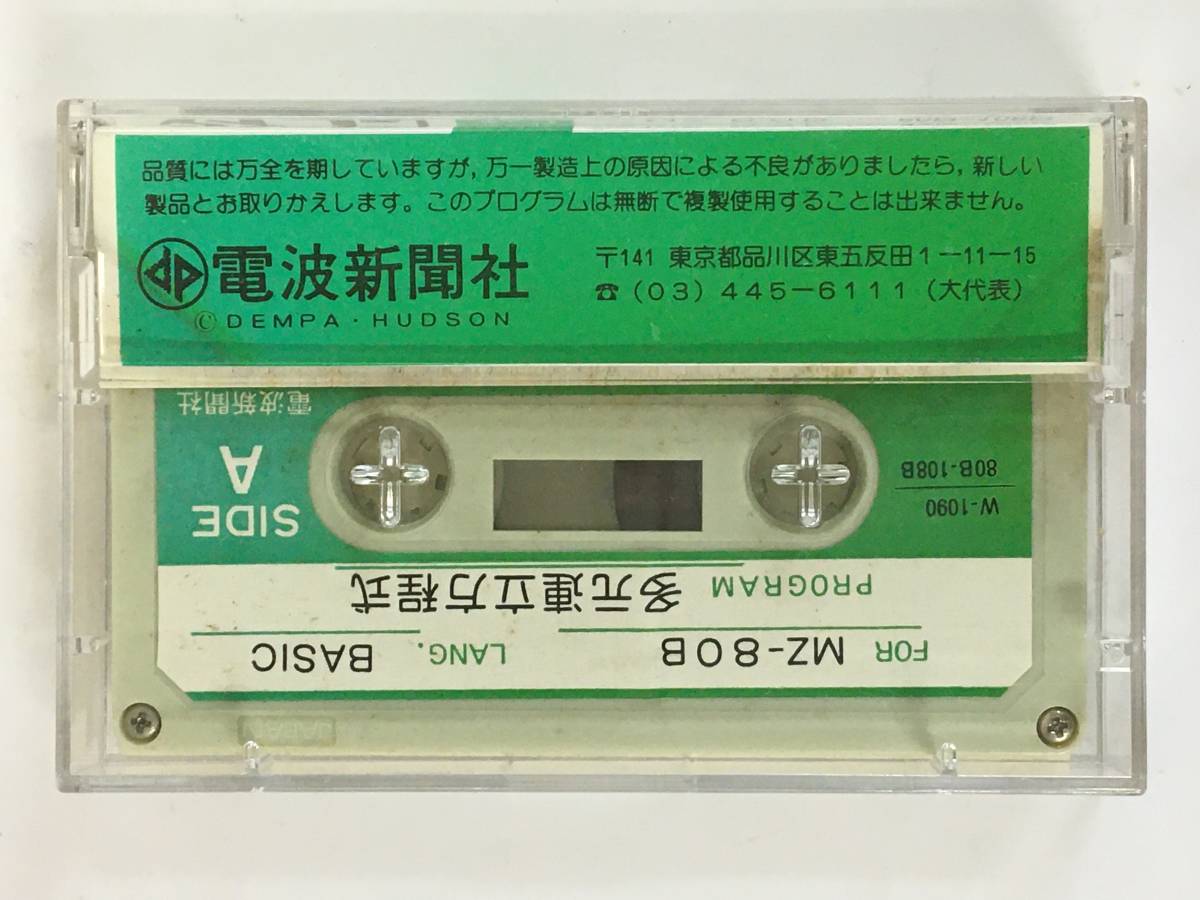 品質には万全を期していますが，万一製造上の原因による不良がありましたら，新しい
製品とお取りかえします。このプログラムは無断で複製使用することは出来ません。
dp 電波新聞社
〒141 東京都品川区東五反田1－11－15
☎（03）445－6111（大代表）
© DEMPA・HUDSON
FOR MZ-80B LANG. BASIC
PROGRAM 多元連立方程式
W-1090
80B-108B
SIDE
A
電波新聞社